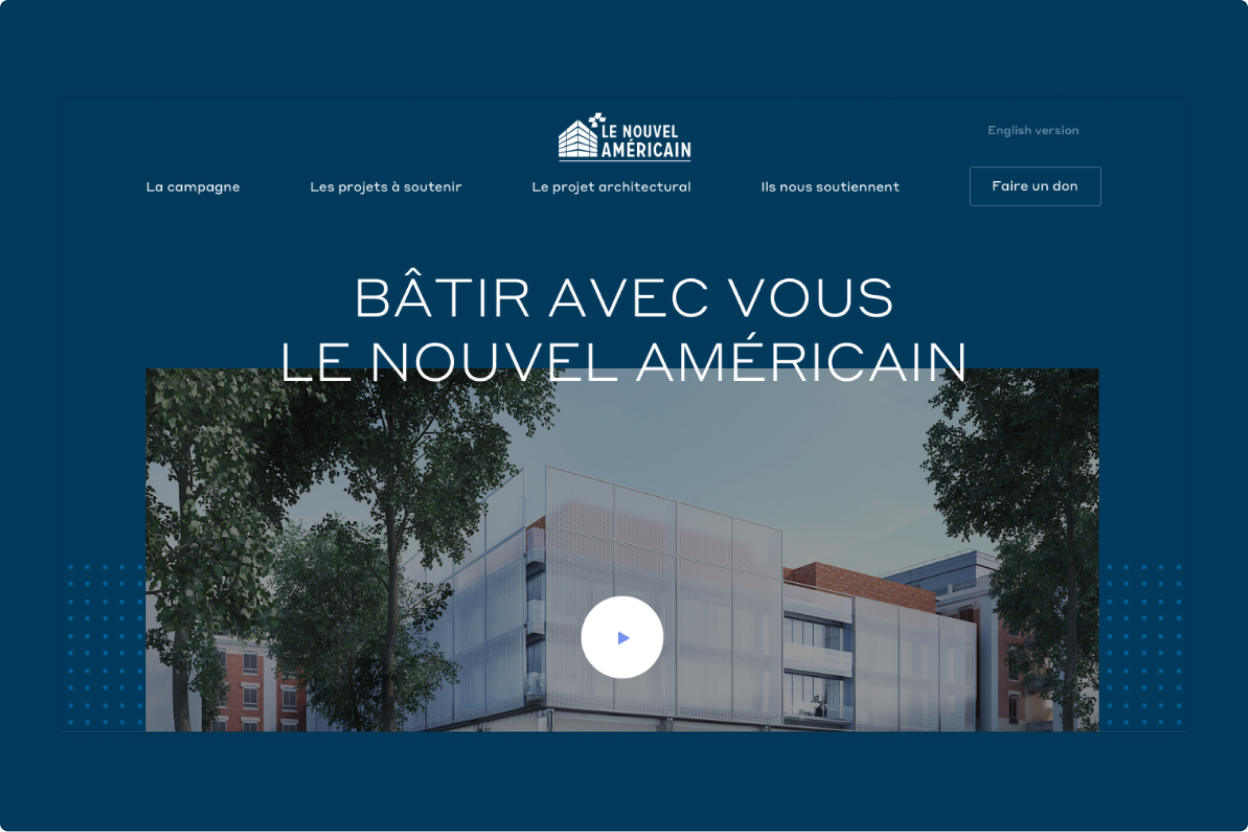 LE NOUVEL
AMÉRICAIN
English version
La campagne
Les projets à soutenir
Le projet architectural
Ils nous soutiennent
Faire un don
BÂTIR AVEC VOUS
LE NOUVEL AMÉRICAIN